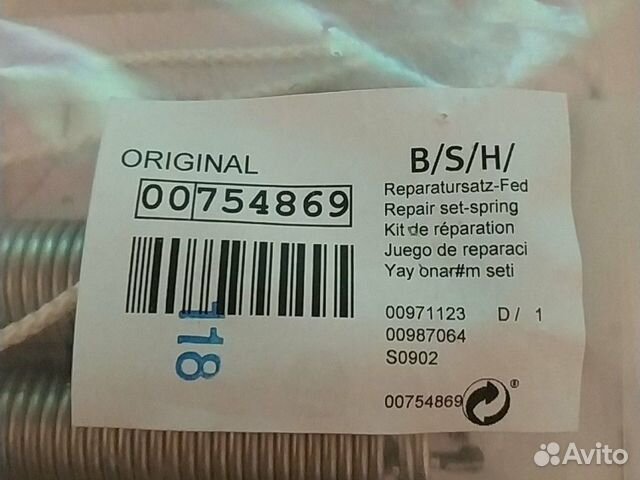 ORIGINAL
00754869
118
B/S/H/
Reparatursatz-Fed
Repair set-spring
Kit de réparation
Juego de reparaci
Yay onar#m seti
00971123 D/ 1
00987064
S0902
00754869
Avito